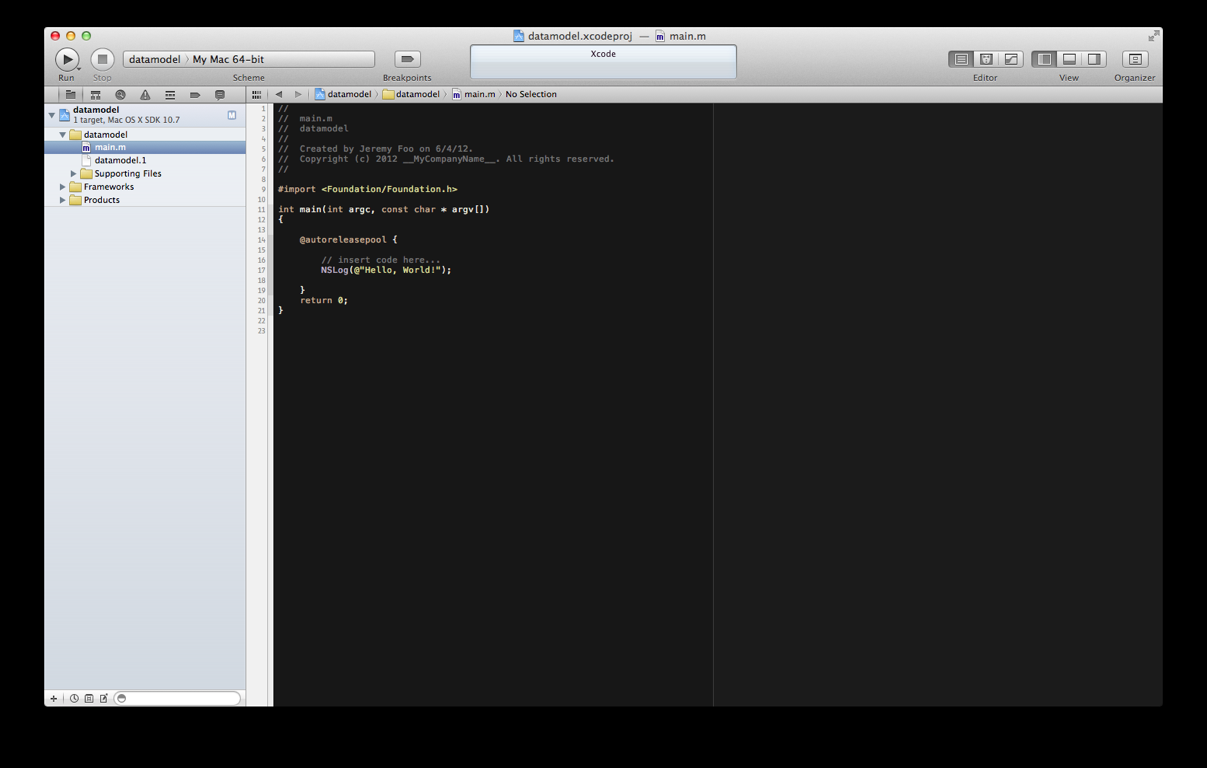 datamodel.xcodeproj — main.m
datamodel 〉 My Mac 64-bit
Xcode
Run Stop Scheme Breakpoints Editor View Organizer
datamodel 〉 datamodel 〉 main.m 〉 No Selection
datamodel
1 target, Mac OS X SDK 10.7
M
datamodel
main.m
datamodel.1
Supporting Files
Frameworks
Products
1 //
2 //  main.m
3 //  datamodel
4 //
5 //  Created by Jeremy Foo on 6/4/12.
6 //  Copyright (c) 2012 __MyCompanyName__. All rights reserved.
7 //
8
9 #import <Foundation/Foundation.h>
10
11 int main(int argc, const char * argv[])
12 {
13
14     @autoreleasepool {
15
16         // insert code here...
17         NSLog(@"Hello, World!");
18
19     }
20     return 0;
21 }
22
23